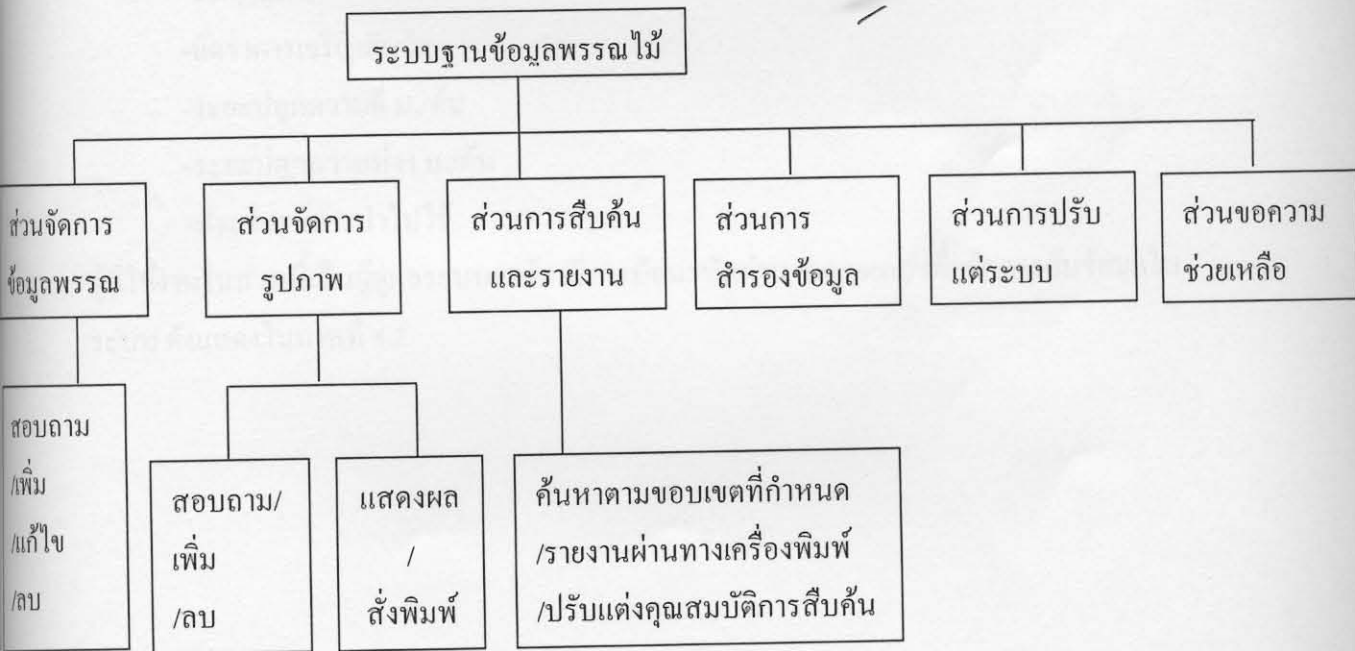 ระบบฐานข้อมูลพรรณไม้
ส่วนจัดการ
ข้อมูลพรรณ
ส่วนจัดการ
รูปภาพ
ส่วนการสืบค้น
และรายงาน
ส่วนการ
สำรองข้อมูล
ส่วนการปรับ
แต่ระบบ
ส่วนขอความ
ช่วยเหลือ
สอบถาม
/เพิ่ม
/แก้ไข
/ลบ
สอบถาม/
เพิ่ม
/ลบ
แสดงผล
/
สั่งพิมพ์
ค้นหาตามขอบเขตที่กำหนด
/รายงานผ่านทางเครื่องพิมพ์
/ปรับแต่งคุณสมบัติการสืบค้น